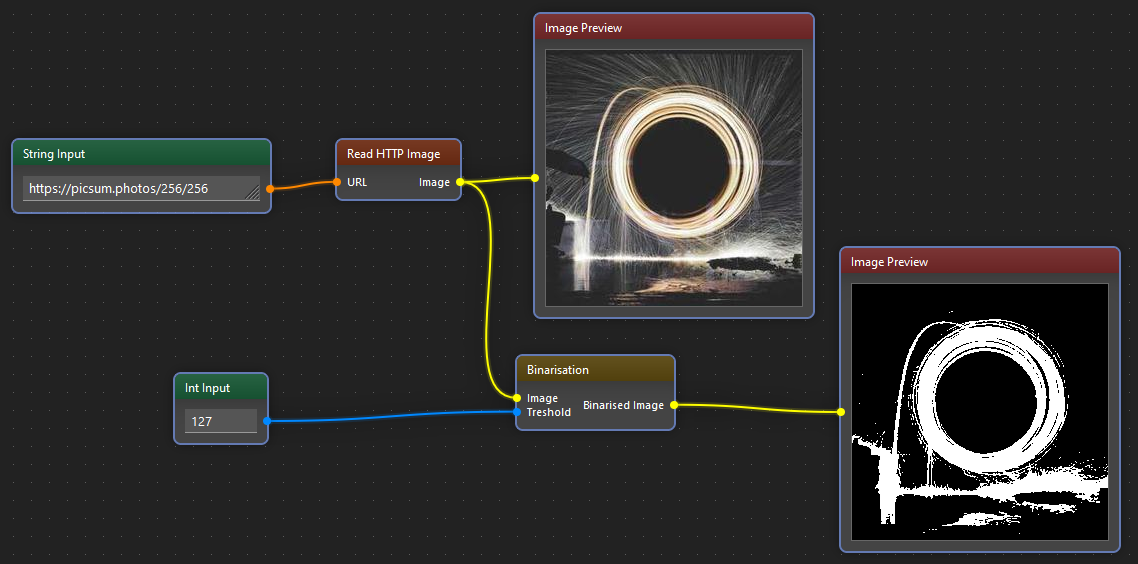 Image Preview
String Input
https://picsum.photos/256/256
Read HTTP Image
URL
Image
Image Preview
Int Input
127
Binarisation
Image
Treshold
Binarised Image